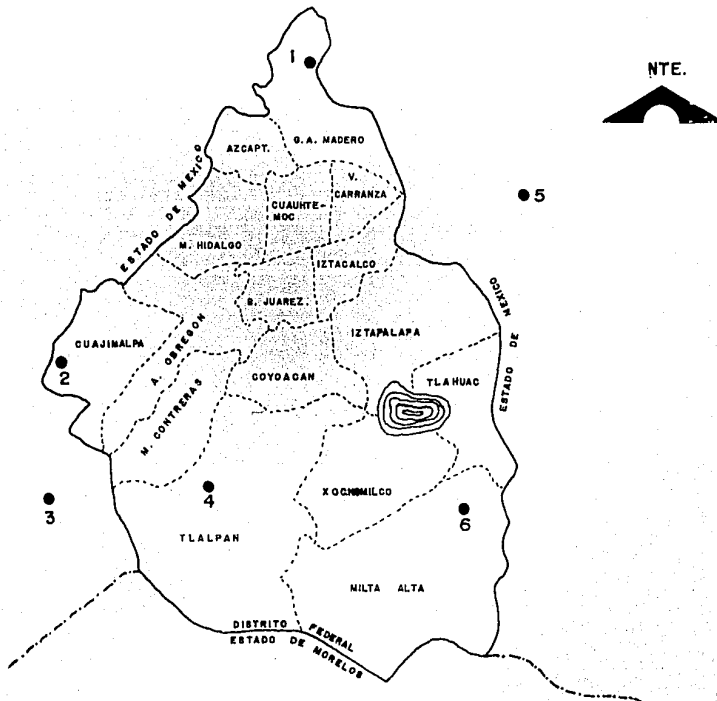 1
NTE.
G. A. MADERO
AZCAPT.
V.
CARRANZA
5
CUAUHTE-
MOC
ESTADO DE MEXICO
M. HIDALGO
IZTACALCO
B. JUAREZ
ESTADO DE MEXICO
IZTAPALAPA
CUAJIMALPA
2
A. OBREGON
COYOACAN
TLAHUAC
M. CONTRERAS
3
4
XOCHIMILCO
6
TLALPAN
MILTA ALTA
DISTRITO FEDERAL
ESTADO DE MORELOS